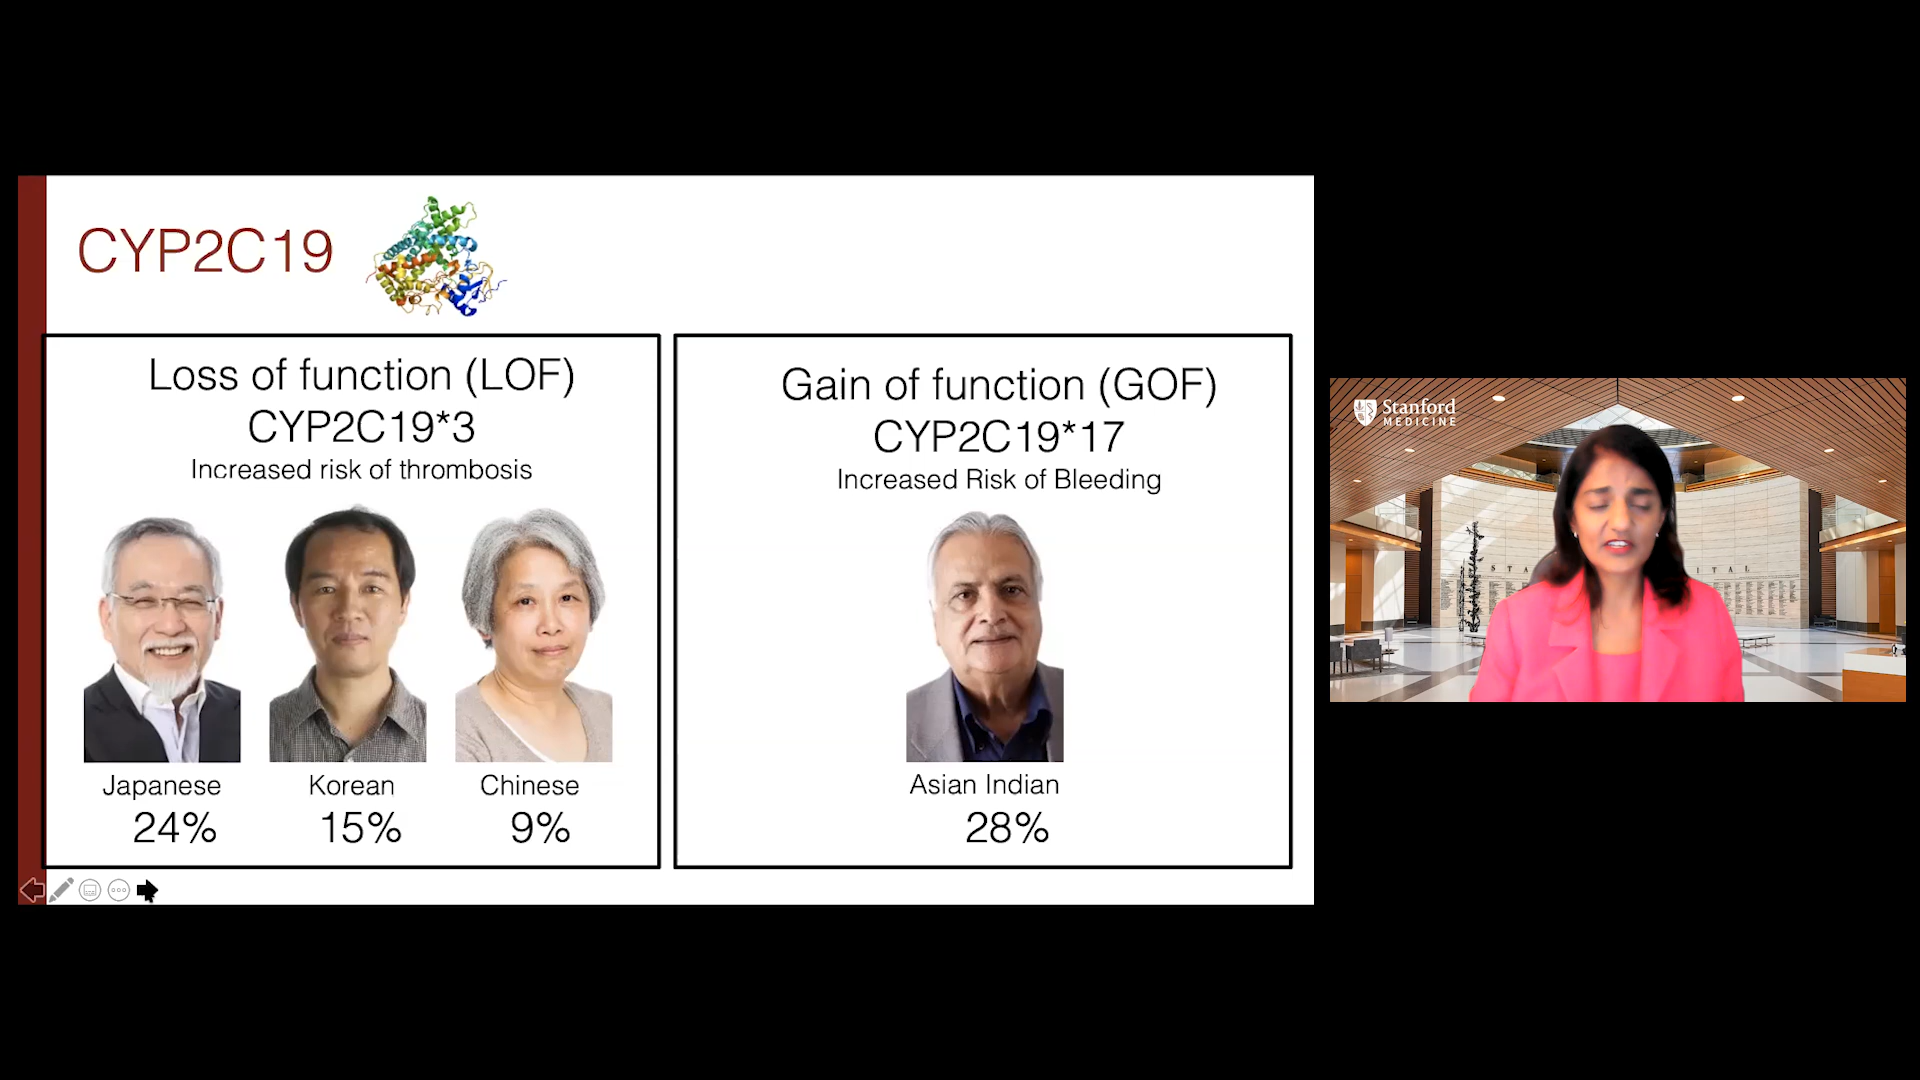 CYP2C19
Loss of function (LOF)
CYP2C19*3
Increased risk of thrombosis
Japanese
24%
Korean
15%
Chinese
9%
Gain of function (GOF)
CYP2C19*17
Increased Risk of Bleeding
Asian Indian
28%
Stanford
MEDICINE